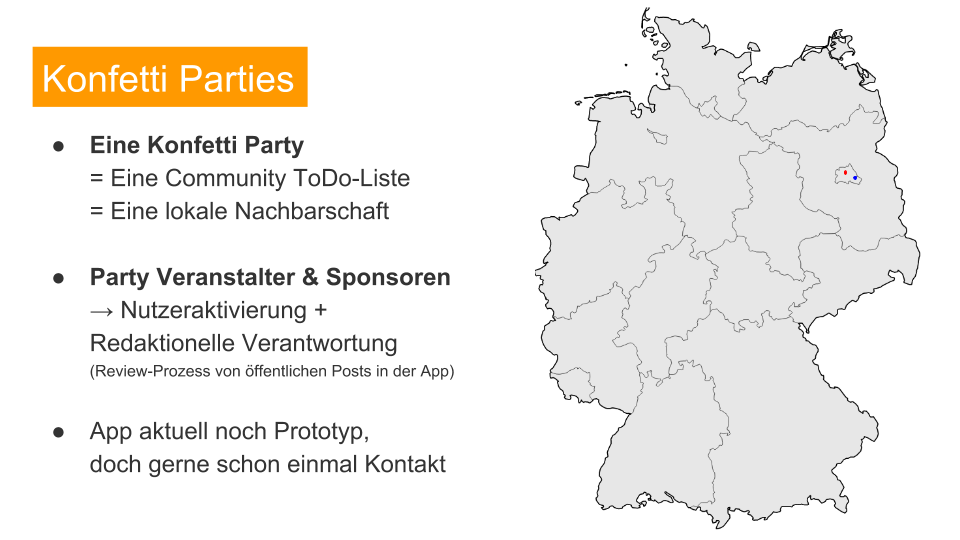 Konfetti Parties
● Eine Konfetti Party
= Eine Community ToDo-Liste
= Eine lokale Nachbarschaft
● Party Veranstalter & Sponsoren
→ Nutzeraktivierung +
Redaktionelle Verantwortung
(Review-Prozess von öffentlichen Posts in der App)
● App aktuell noch Prototyp,
doch gerne schon einmal Kontakt